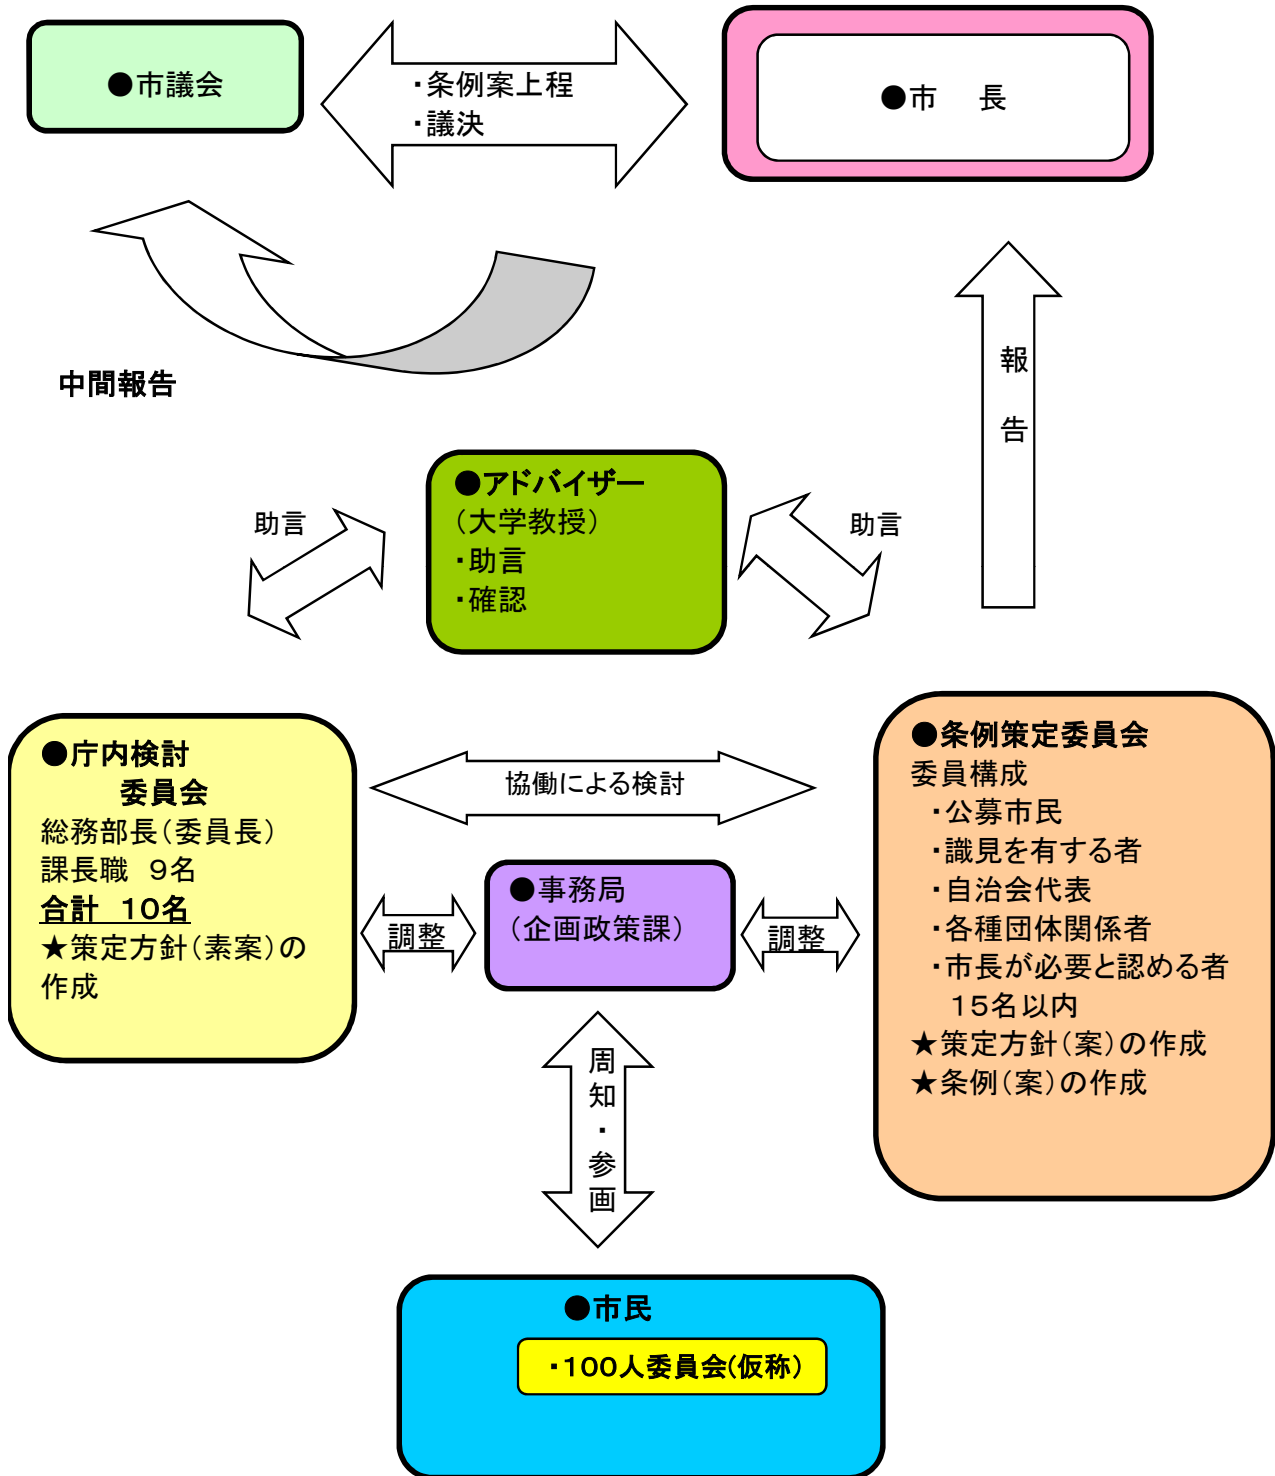 ●市議会
・条例案上程
・議決
●市　長
中間報告
報
告
●アドバイザー
（大学教授）
・助言
・確認
助言
助言
●庁内検討
委員会
総務部長（委員長）
課長職　９名
合計　１０名
★策定方針（素案）の
作成
協働による検討
●事務局
（企画政策課）
調整
調整
●条例策定委員会
委員構成
・公募市民
・識見を有する者
・自治会代表
・各種団体関係者
・市長が必要と認める者
１５名以内
★策定方針（案）の作成
★条例（案）の作成
周
知
・
参
画
●市民
・１００人委員会(仮称）